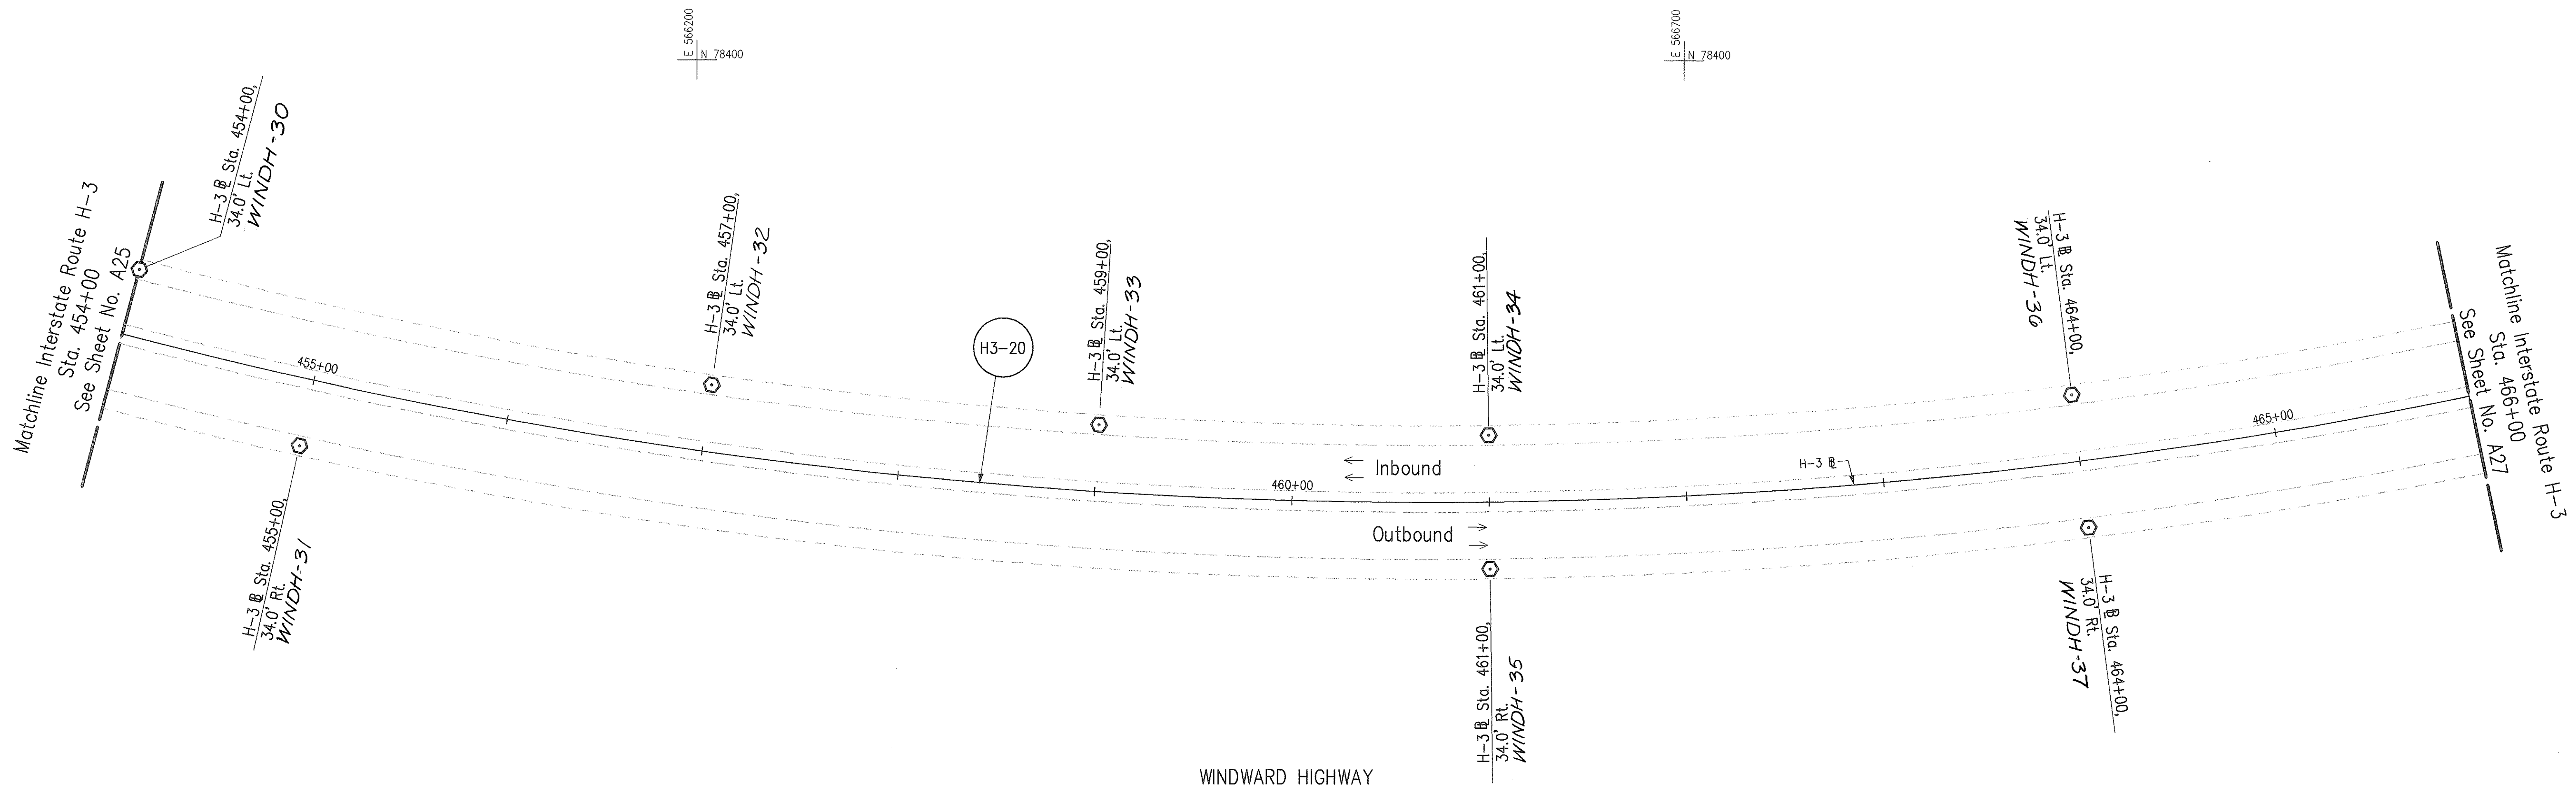 E 566200
N 78400
E 566700
N 78400
Matchline Interstate Route H-3
Sta. 454+00
See Sheet No. A25
H-3 ℄ Sta. 454+00,
34.0' Lt.
WINDH-30
455+00
H-3 ℄ Sta. 455+00,
34.0' Rt.
WINDH-31
H-3 ℄ Sta. 457+00,
34.0' Lt.
WINDH-32
H3-20
H-3 ℄ Sta. 459+00,
34.0' Lt.
WINDH-33
460+00
Inbound
Outbound
H-3 ℄ Sta. 461+00,
34.0' Lt.
WINDH-34
H-3 ℄ Sta. 461+00,
34.0' Rt.
WINDH-35
H-3 ℄
H-3 ℄ Sta. 464+00,
34.0' Lt.
WINDH-36
H-3 ℄ Sta. 464+00,
34.0' Rt.
WINDH-37
465+00
Matchline Interstate Route H-3
Sta. 466+00
See Sheet No. A27
WINDWARD HIGHWAY